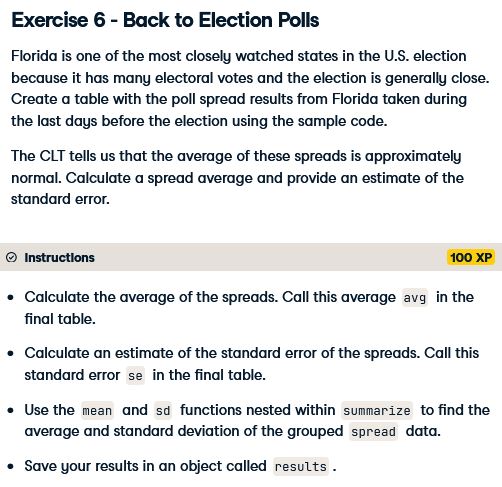 Exercise 6 - Back to Election Polls
Florida is one of the most closely watched states in the U.S. election
because it has many electoral votes and the election is generally close.
Create a table with the poll spread results from Florida taken during
the last days before the election using the sample code.
The CLT tells us that the average of these spreads is approximately
normal. Calculate a spread average and provide an estimate of the
standard error.
Instructions 100 XP
• Calculate the average of the spreads. Call this average avg in the
final table.
• Calculate an estimate of the standard error of the spreads. Call this
standard error se in the final table.
• Use the mean and sd functions nested within summarize to find the
average and standard deviation of the grouped spread data.
• Save your results in an object called results .